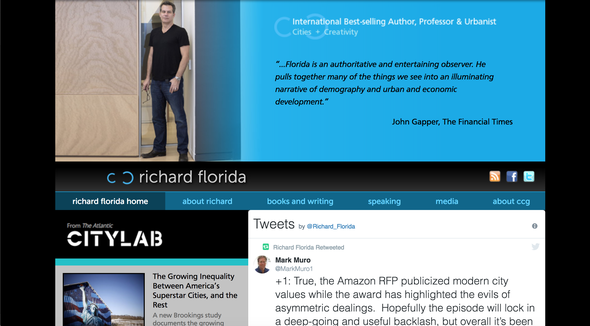 International Best-selling Author, Professor & Urbanist
Cities + Creativity
"...Florida is an authoritative and entertaining observer. He
pulls together many of the things we see into an illuminating
narrative of demography and urban and economic
development."
John Gapper, The Financial Times
richard florida
richard florida home about richard books and writing speaking media about ccg
From The Atlantic
CITYLAB
The Growing Inequality
Between America's
Superstar Cities, and the
Rest
A new Brookings study
documents the growing
Tweets by @Richard_Florida
Richard Florida Retweeted
Mark Muro
@MarkMuro1
+1: True, the Amazon RFP publicized modern city
values while the award has highlighted the evils of
asymmetric dealings. Hopefully the episode will lock in
a deep-going and useful backlash, but overall it's been